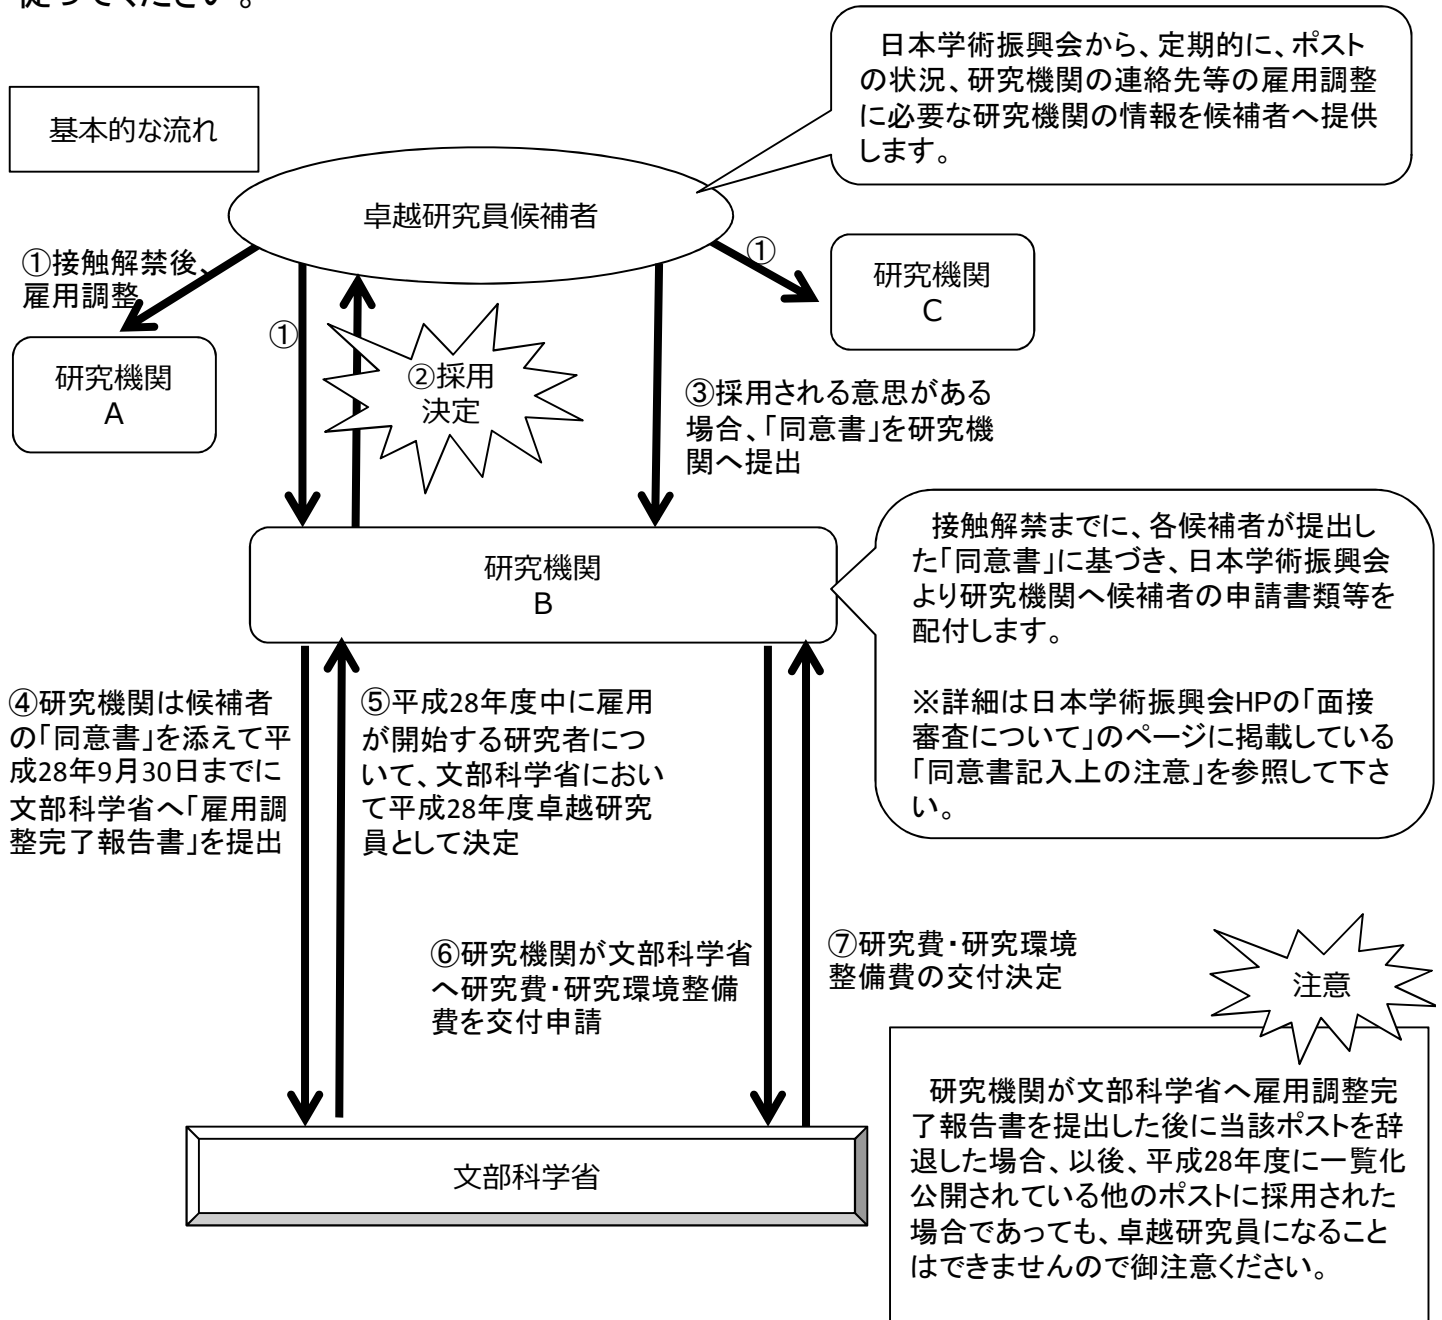 従ってください。
日本学術振興会から、定期的に、ポスト
の状況、研究機関の連絡先等の雇用調整
に必要な研究機関の情報を候補者へ提供
します。
基本的な流れ
卓越研究員候補者
①接触解禁後、
雇用調整
①
①
研究機関
A
研究機関
C
②採用
決定
③採用される意思がある
場合、「同意書」を研究機
関へ提出
研究機関
B
接触解禁までに、各候補者が提出し
た「同意書」に基づき、日本学術振興会
より研究機関へ候補者の申請書類等を
配付します。
※詳細は日本学術振興会HPの「面接
審査について」のページに掲載している
「同意書記入上の注意」を参照して下さ
い。
④研究機関は候補者
の「同意書」を添えて平
成28年9月30日までに
文部科学省へ「雇用調
整完了報告書」を提出
⑤平成28年度中に雇用
が開始する研究者につ
いて、文部科学省におい
て平成28年度卓越研究
員として決定
⑥研究機関が文部科学省
へ研究費・研究環境整備
費を交付申請
⑦研究費・研究環境
整備費の交付決定
注意
研究機関が文部科学省へ雇用調整完
了報告書を提出した後に当該ポストを辞
退した場合、以後、平成28年度に一覧化
公開されている他のポストに採用された
場合であっても、卓越研究員になること
はできませんので御注意ください。
文部科学省